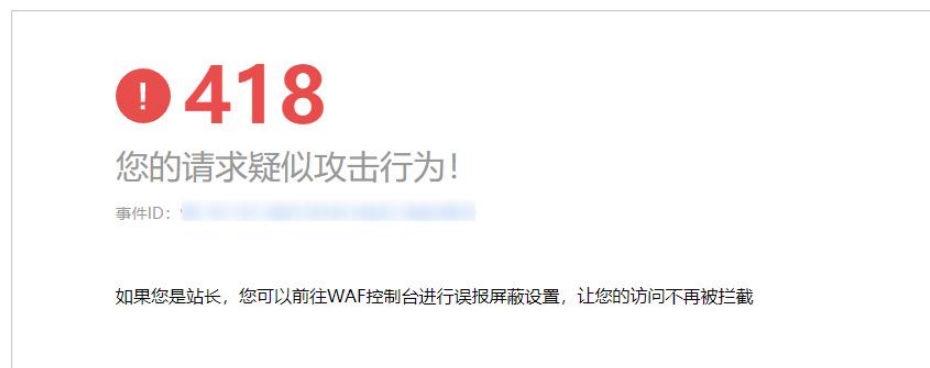 ! 418
您的请求疑似攻击行为！
事件ID：
如果您是站长，您可以前往WAF控制台进行误报屏蔽设置，让您的访问不再被拦截